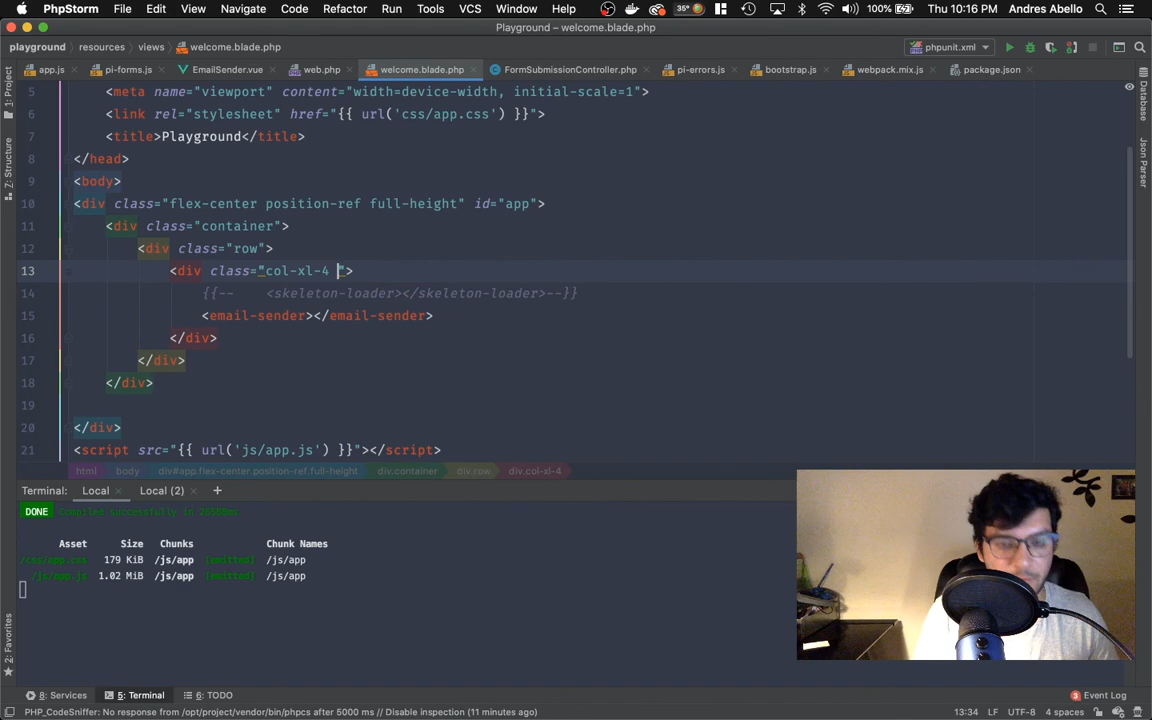 PhpStorm File Edit View Navigate Code Refactor Run Tools VCS Window Help 35° 100% Thu 10:16 PM Andres Abello
Playground – welcome.blade.php
playground resources views welcome.blade.php phpunit.xml
app.js pi-forms.js EmailSender.vue web.php welcome.blade.php FormSubmissionController.php pi-errors.js bootstrap.js webpack.mix.js package.json
1: Project
Z: Structure
2: Favorites
Database
Json Parser
5 <meta name="viewport" content="width=device-width, initial-scale=1">
6 <link rel="stylesheet" href="{{ url('css/app.css') }}">
7 <title>Playground</title>
8 </head>
9 <body>
10 <div class="flex-center position-ref full-height" id="app">
11 <div class="container">
12 <div class="row">
13 <div class="col-xl-4 ">
14 {{-- <skeleton-loader></skeleton-loader>--}}
15 <email-sender></email-sender>
16 </div>
17 </div>
18 </div>
19
20 </div>
21 <script src="{{ url('js/app.js') }}"></script>
html body div#app.flex-center.position-ref.full-height div.container div.row div.col-xl-4
Terminal: Local Local (2) +
DONE Compiled successfully in 26580ms
Asset Size Chunks Chunk Names
/css/app.css 179 KiB /js/app [emitted] /js/app
/js/app.js 1.02 MiB /js/app [emitted] /js/app
8: Services 5: Terminal 6: TODO 3 Event Log
PHP_CodeSniffer: No response from /opt/project/vendor/bin/phpcs after 5000 ms // Disable inspection (11 minutes ago) 13:34 LF UTF-8 4 spaces